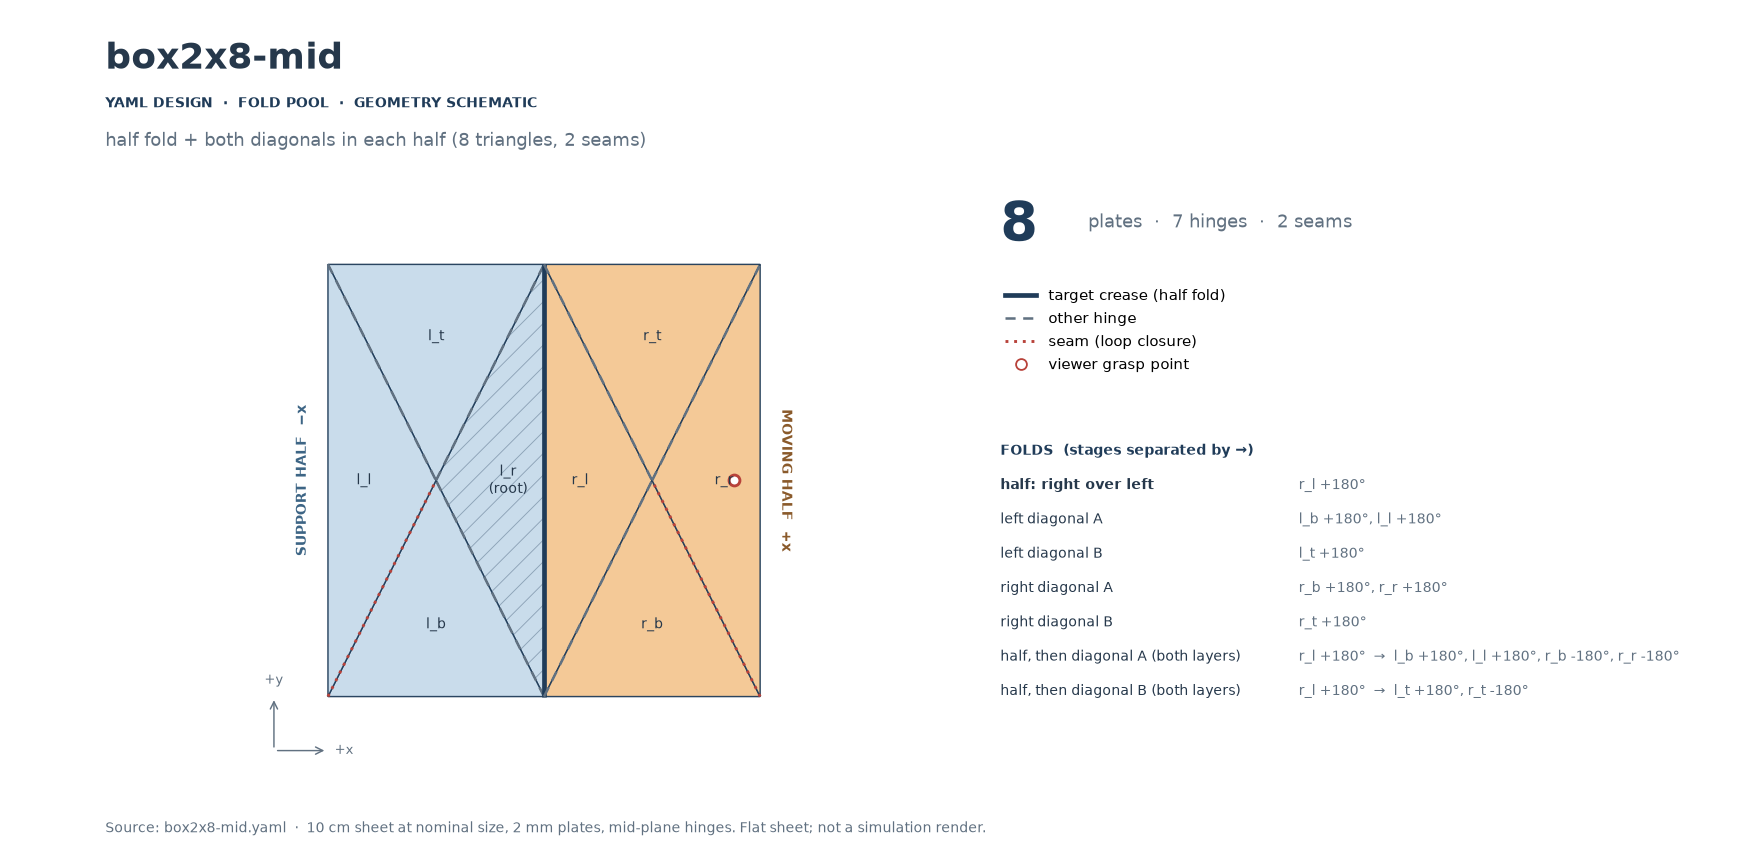 box2x8-mid
YAML DESIGN · FOLD POOL · GEOMETRY SCHEMATIC
half fold + both diagonals in each half (8 triangles, 2 seams)
8 plates · 7 hinges · 2 seams
target crease (half fold)
other hinge
seam (loop closure)
viewer grasp point
l_t
r_t
SUPPORT HALF −x
MOVING HALF +x
l_l
l_r
(root)
r_l
r_
l_b
r_b
+y
+x
FOLDS (stages separated by →)
half: right over left r_l +180°
left diagonal A l_b +180°, l_l +180°
left diagonal B l_t +180°
right diagonal A r_b +180°, r_r +180°
right diagonal B r_t +180°
half, then diagonal A (both layers) r_l +180° → l_b +180°, l_l +180°, r_b -180°, r_r -180°
half, then diagonal B (both layers) r_l +180° → l_t +180°, r_t -180°
Source: box2x8-mid.yaml · 10 cm sheet at nominal size, 2 mm plates, mid-plane hinges. Flat sheet; not a simulation render.